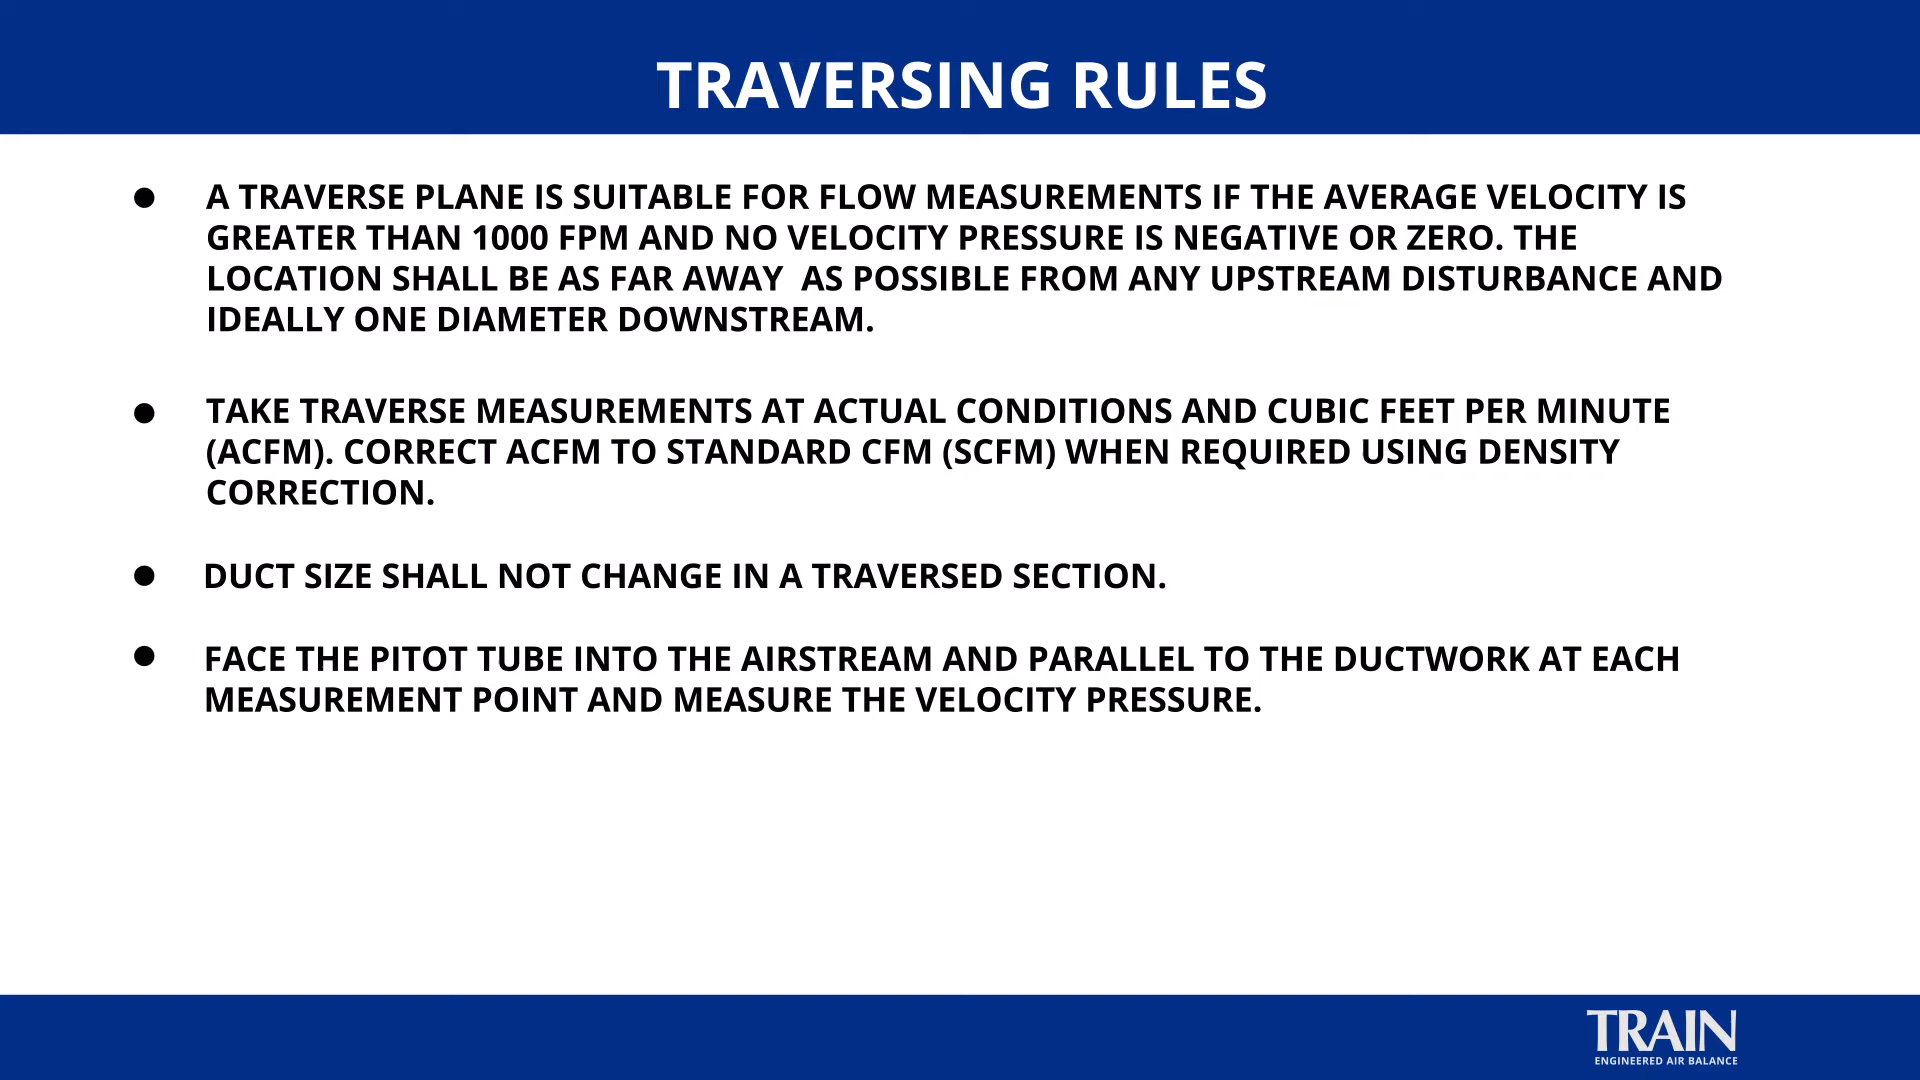 TRAVERSING RULES
● A TRAVERSE PLANE IS SUITABLE FOR FLOW MEASUREMENTS IF THE AVERAGE VELOCITY IS
GREATER THAN 1000 FPM AND NO VELOCITY PRESSURE IS NEGATIVE OR ZERO. THE
LOCATION SHALL BE AS FAR AWAY  AS POSSIBLE FROM ANY UPSTREAM DISTURBANCE AND
IDEALLY ONE DIAMETER DOWNSTREAM.
● TAKE TRAVERSE MEASUREMENTS AT ACTUAL CONDITIONS AND CUBIC FEET PER MINUTE
(ACFM). CORRECT ACFM TO STANDARD CFM (SCFM) WHEN REQUIRED USING DENSITY
CORRECTION.
● DUCT SIZE SHALL NOT CHANGE IN A TRAVERSED SECTION.
● FACE THE PITOT TUBE INTO THE AIRSTREAM AND PARALLEL TO THE DUCTWORK AT EACH
MEASUREMENT POINT AND MEASURE THE VELOCITY PRESSURE.
TRAIN
ENGINEERED AIR BALANCE